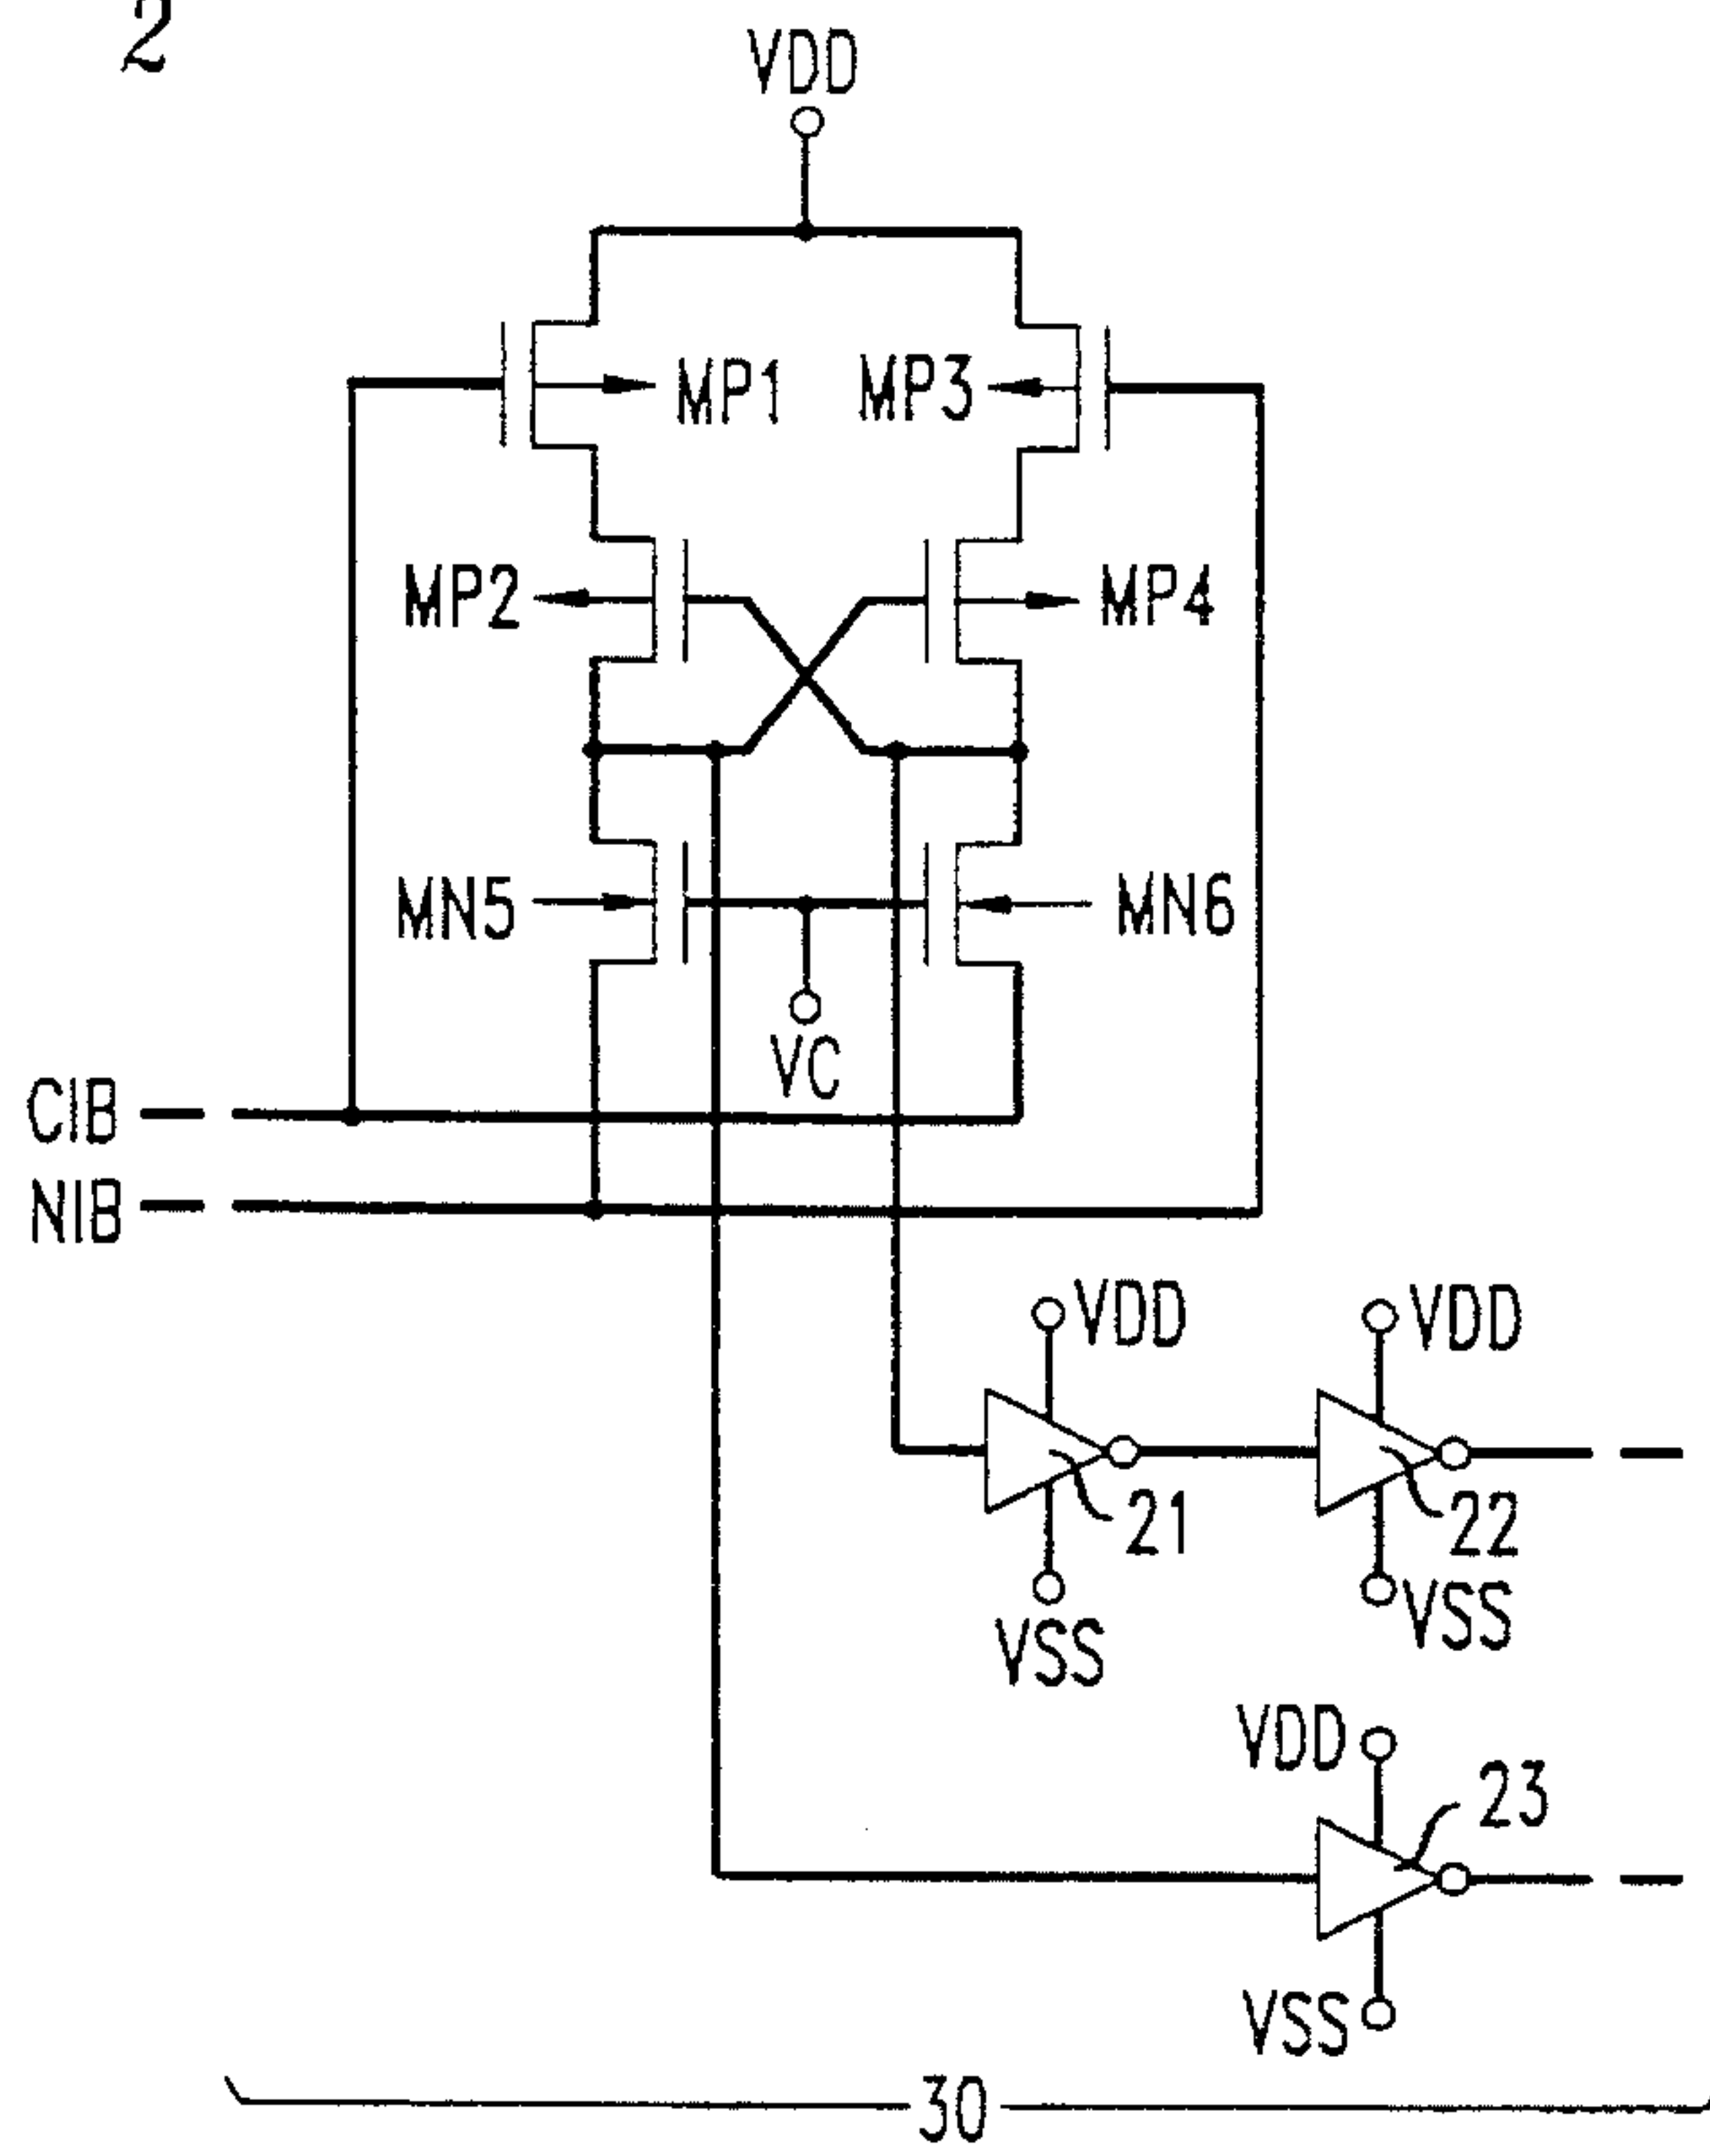 2
VDD
MP1
MP3
MP2
MP4
MN5
MN6
VC
CIB
NIB
VDD
VDD
21
22
VSS
VSS
VDD
23
VSS
30